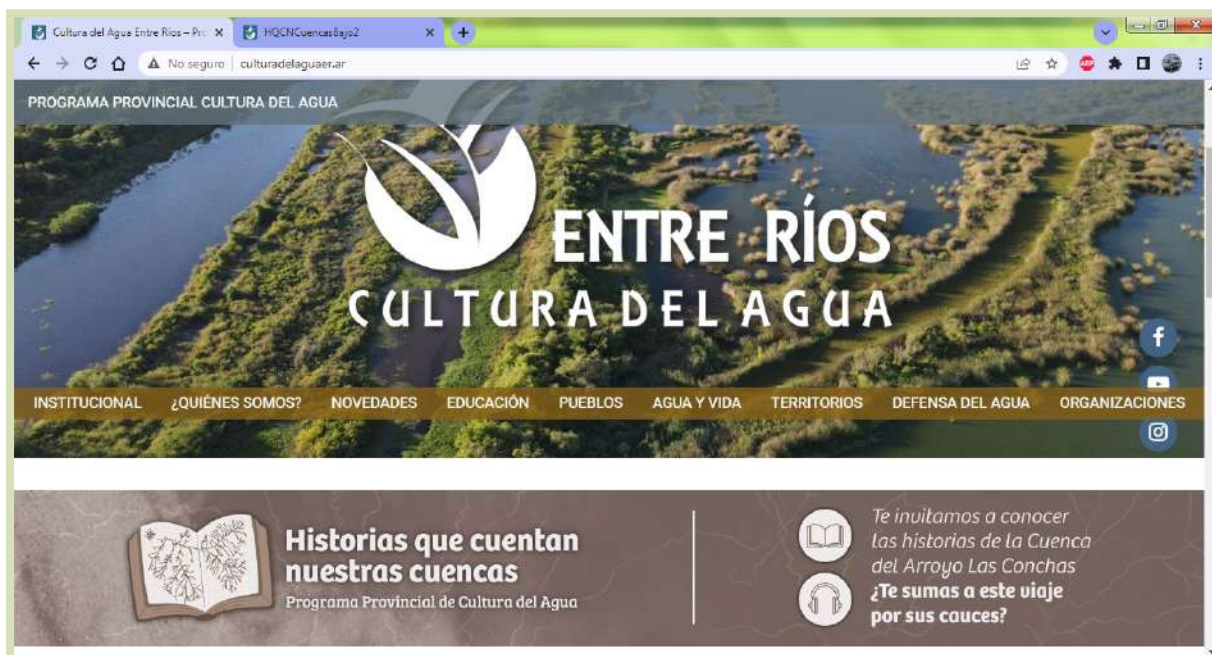 Cultura del Agua Entre Ríos – Pr
HQCNCuencasBajo2
No seguro
culturadelaguaer.ar
ABP
PROGRAMA PROVINCIAL CULTURA DEL AGUA
ENTRE RÍOS
CULTURA DEL AGUA
INSTITUCIONAL ¿QUIÉNES SOMOS? NOVEDADES EDUCACIÓN PUEBLOS AGUA Y VIDA TERRITORIOS DEFENSA DEL AGUA ORGANIZACIONES
Historias que cuentan
nuestras cuencas
Programa Provincial de Cultura del Agua
Te invitamos a conocer
las historias de la Cuenca
del Arroyo Las Conchas
¿Te sumas a este viaje
por sus cauces?